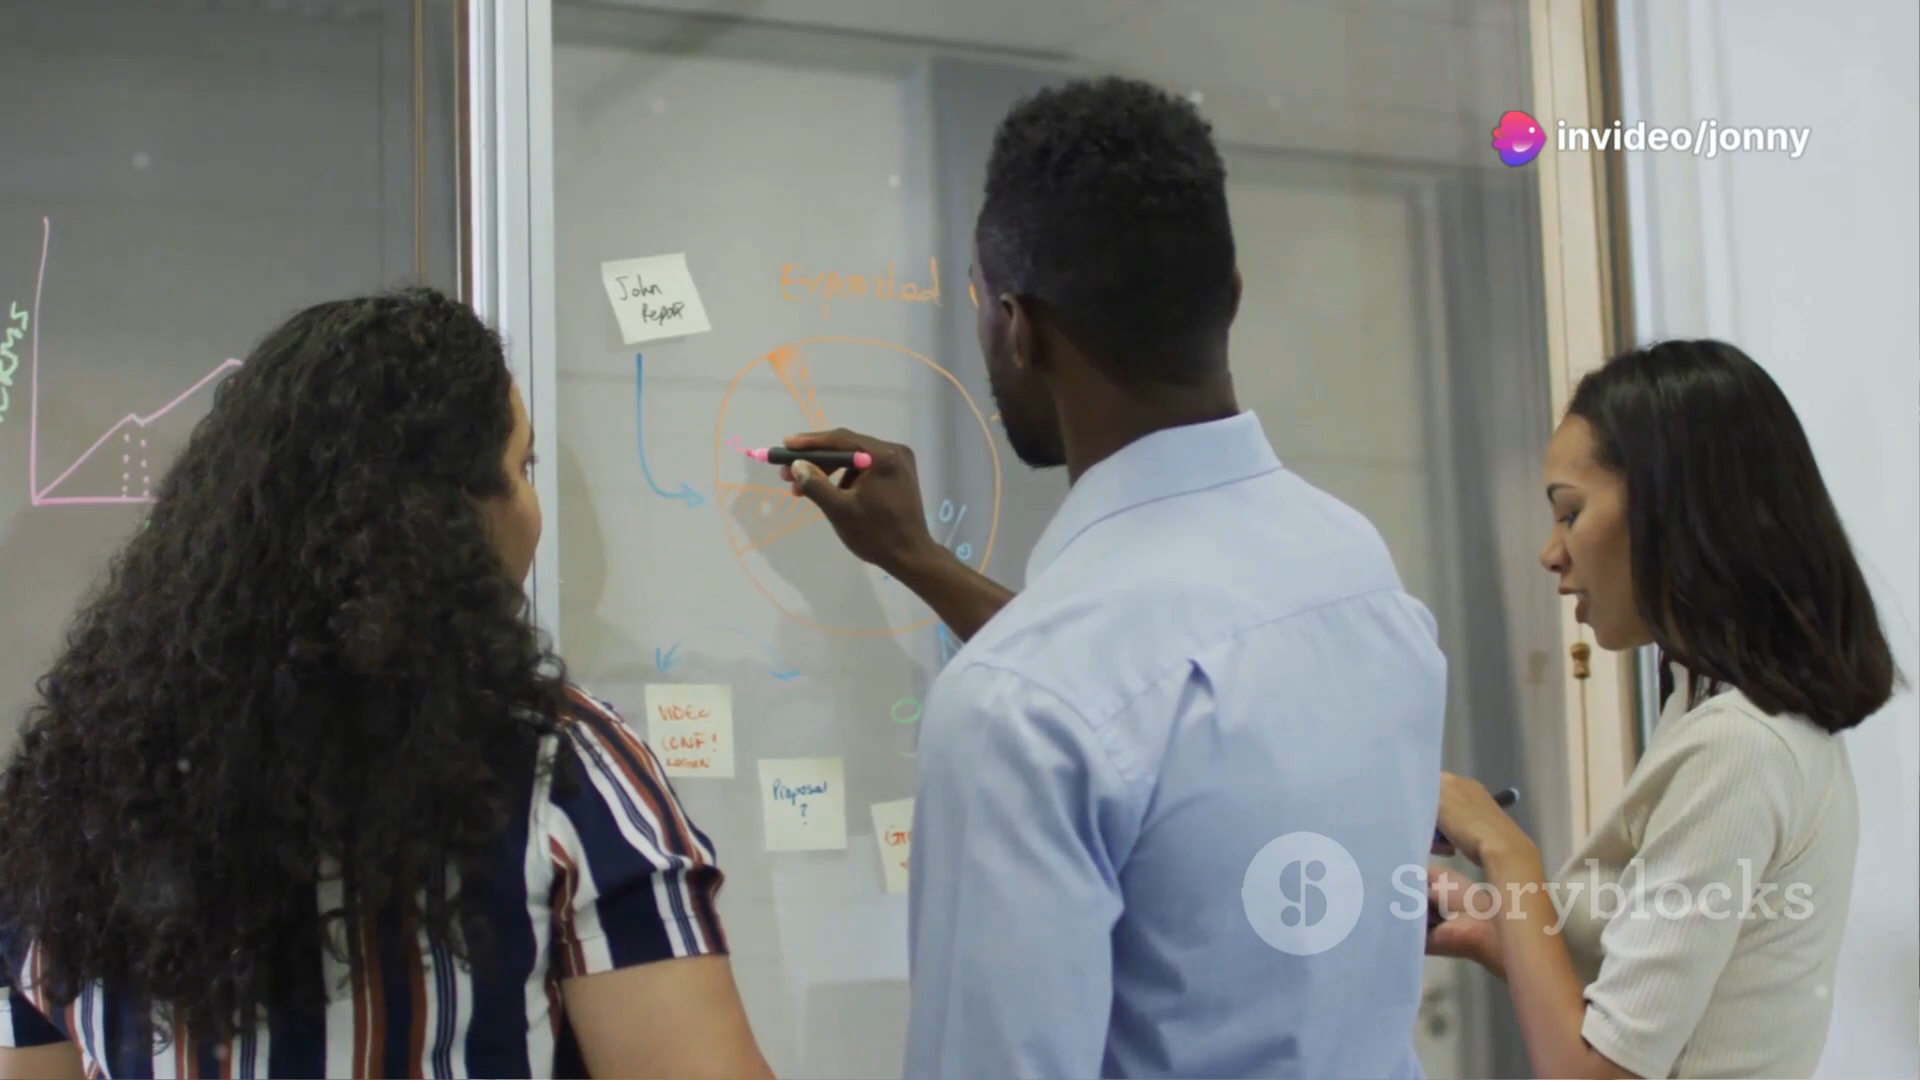 invideo/jonny
John
Report
Expanded
%
VIDEO
CONF!
Proposal
?
Storyblocks